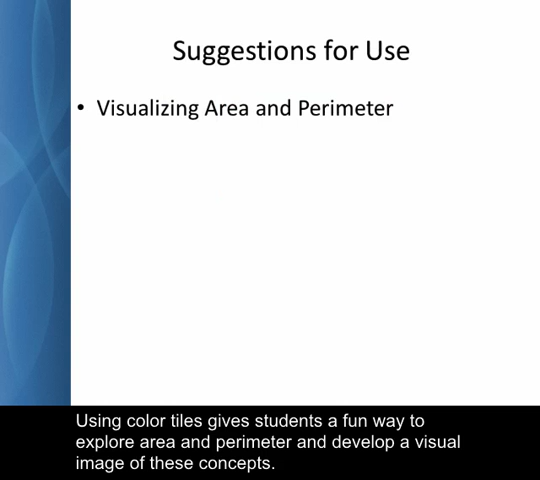 Suggestions for Use
• Visualizing Area and Perimeter
Using color tiles gives students a fun way to
explore area and perimeter and develop a visual
image of these concepts.